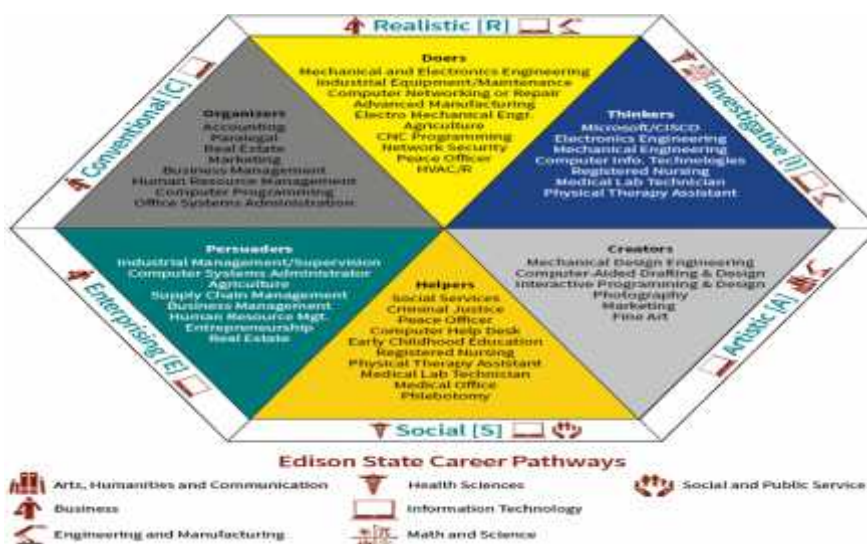 Realistic [R]
Conventional [C]
Investigative [I]
Doers
Mechanical and Electronics Engineering
Industrial Equipment/Maintenance
Computer Networking or Repair
Advanced Manufacturing
Electro Mechanical Engr.
Agriculture
CNC Programming
Network Security
Peace Officer
HVAC/R
Organizers
Accounting
Paralegal
Real Estate
Marketing
Business Management
Human Resource Management
Computer Programming
Office Systems Administration
Thinkers
Microsoft/CISCO
Electronics Engineering
Mechanical Engineering
Computer Info. Technologies
Registered Nursing
Medical Lab Technician
Physical Therapy Assistant
Persuaders
Industrial Management/Supervision
Computer Systems Administrator
Agriculture
Supply Chain Management
Business Management
Human Resource Mgt.
Entrepreneurship
Real Estate
Helpers
Social Services
Criminal Justice
Peace Officer
Computer Help Desk
Early Childhood Education
Registered Nursing
Physical Therapy Assistant
Medical Lab Technician
Medical Office
Phlebotomy
Creators
Mechanical Design Engineering
Computer-Aided Drafting & Design
Interactive Programming & Design
Photography
Marketing
Fine Art
Enterprising [E]
Artistic [A]
Social [S]
Edison State Career Pathways
Arts, Humanities and Communication
Health Sciences
Social and Public Service
Business
Information Technology
Engineering and Manufacturing
Math and Science